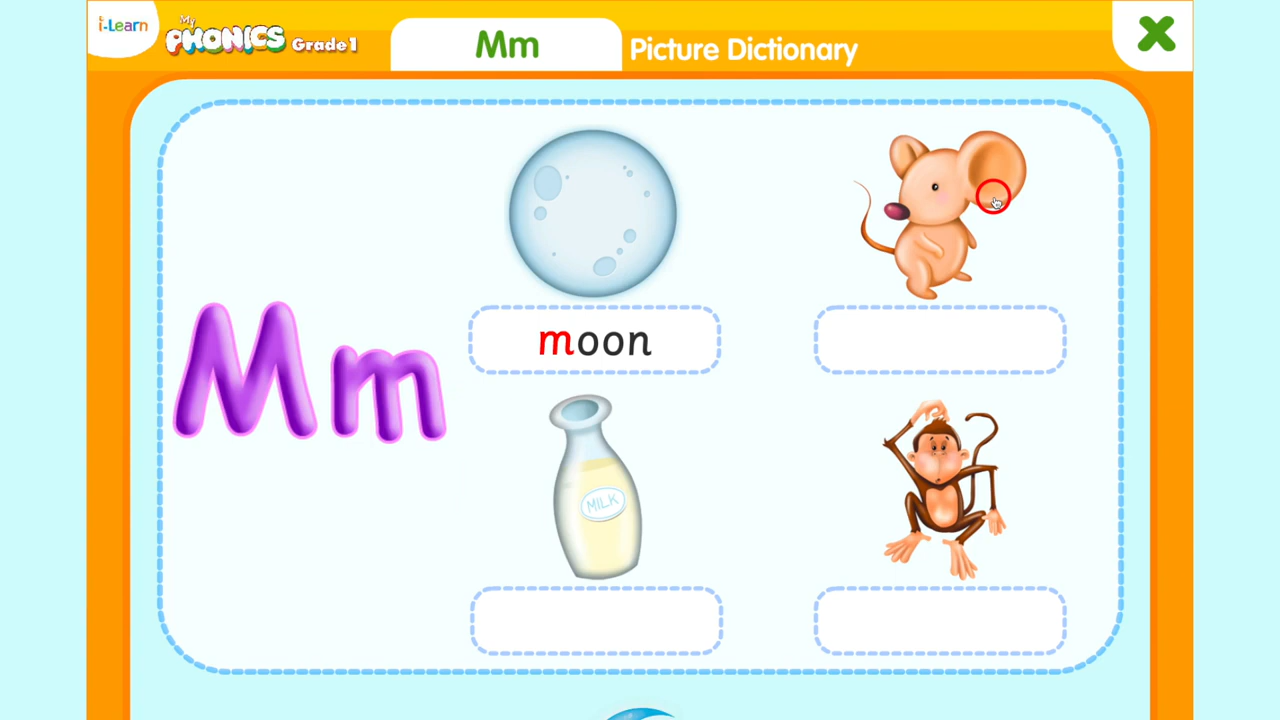 i-Learn
My
PHONICS Grade 1
Mm
Picture Dictionary
Mm
moon
MILK